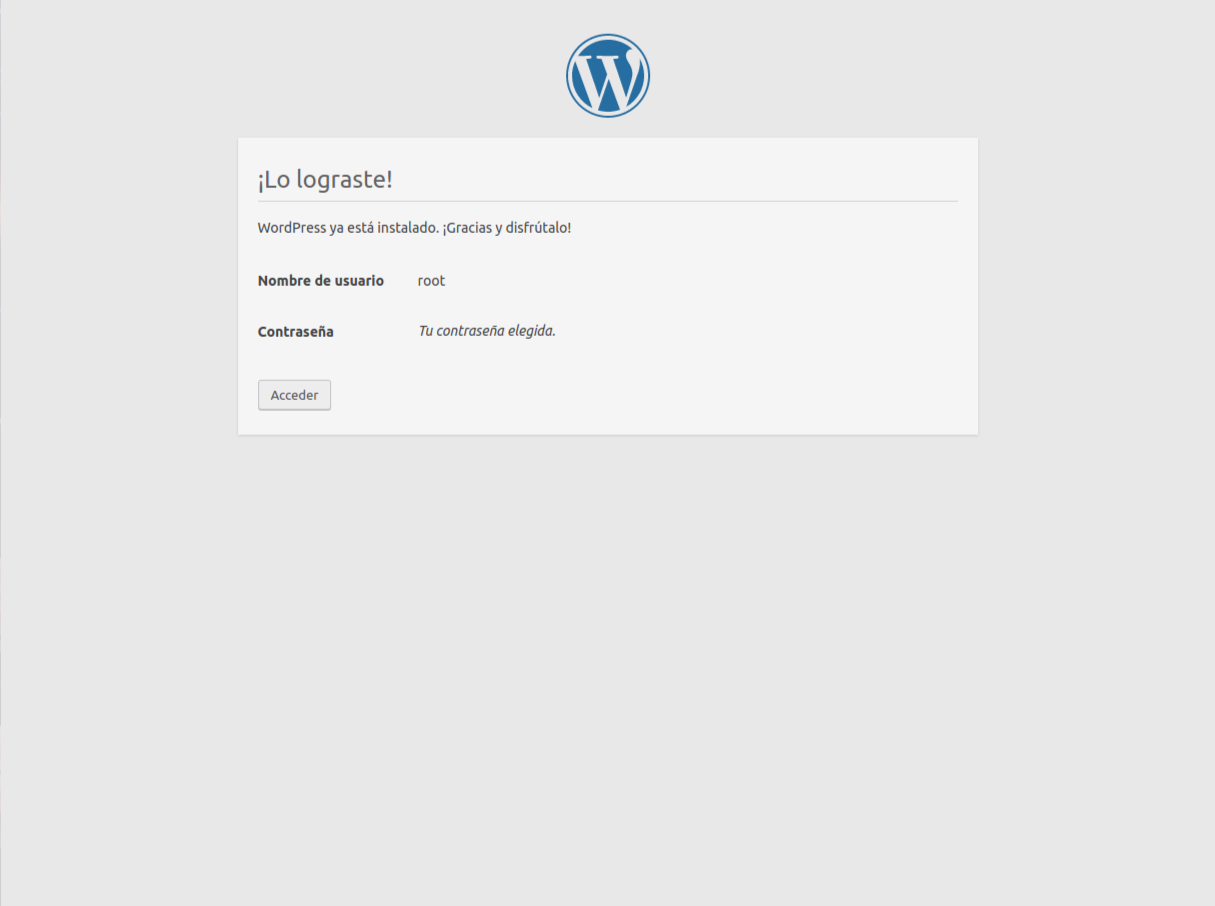 ¡Lo lograste!
WordPress ya está instalado. ¡Gracias y disfrútalo!
Nombre de usuario root
Contraseña Tu contraseña elegida.
Acceder